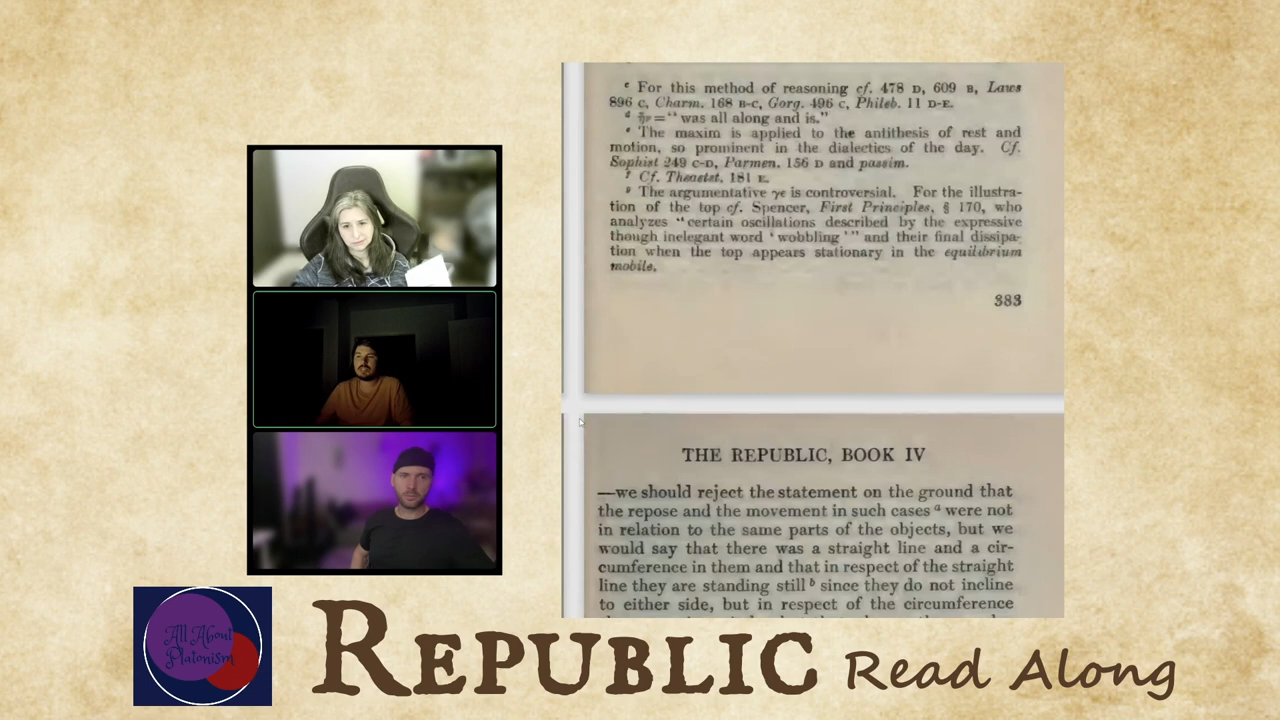 ᶜ For this method of reasoning cf. 478 D, 609 B, Laws
896 C, Charm. 168 B-C, Gorg. 496 C, Phileb. 11 D-E.
ᵈ ἦν=“was all along and is.”
ᵉ The maxim is applied to the antithesis of rest and
motion, so prominent in the dialectics of the day. Cf.
Sophist 249 C-D, Parmen. 156 D and passim.
ᶠ Cf. Theaetet. 181 E.
ᵍ The argumentative γε is controversial. For the illustra-
tion of the top cf. Spencer, First Principles, § 170, who
analyzes “certain oscillations described by the expressive
though inelegant word ‘wobbling’” and their final dissipa-
tion when the top appears stationary in the equilibrium
mobile.
383
THE REPUBLIC, BOOK IV
—we should reject the statement on the ground that
the repose and the movement in such cases ᵃ were not
in relation to the same parts of the objects, but we
would say that there was a straight line and a cir-
cumference in them and that in respect of the straight
line they are standing still ᵇ since they do not incline
to either side, but in respect of the circumference
All About
Platonism
REPUBLIC Read Along